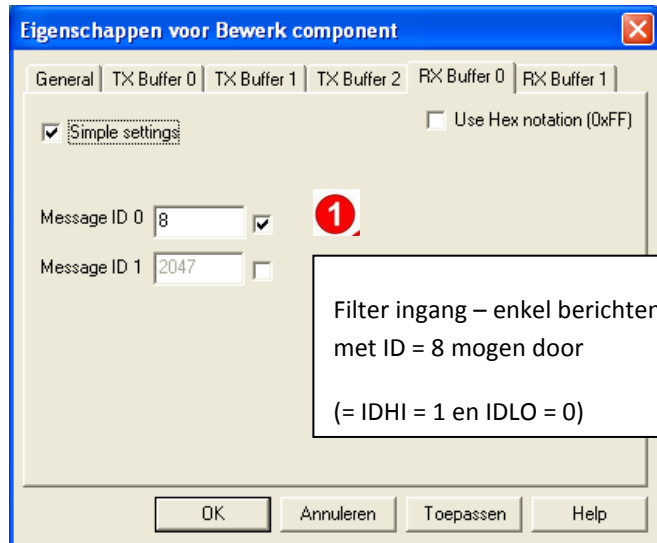 Eigenschappen voor Bewerk component
General TX Buffer 0 TX Buffer 1 TX Buffer 2 RX Buffer 0 RX Buffer 1
Simple settings
Use Hex notation (0xFF)
Message ID 0 8
1
Message ID 1 2047
Filter ingang – enkel berichten
met ID = 8 mogen door
(= IDHI = 1 en IDLO = 0)
OK Annuleren Toepassen Help